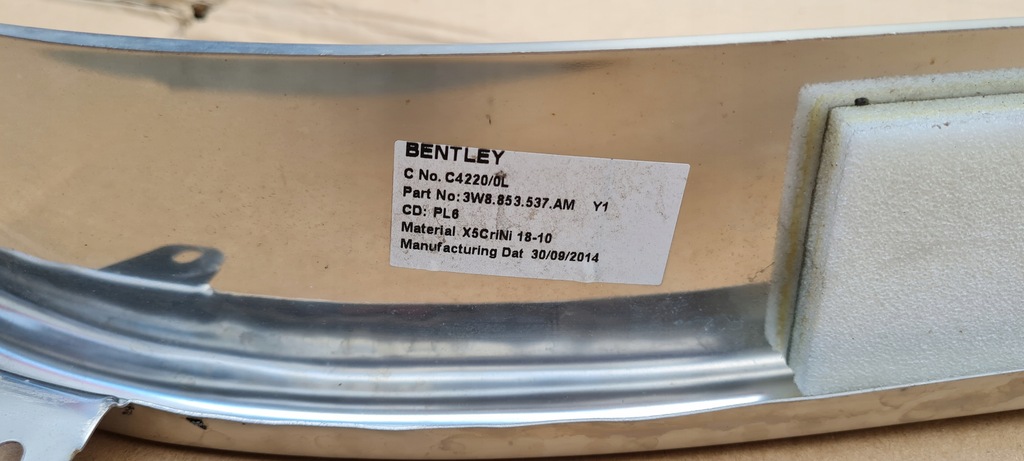 BENTLEY
C No. C4220/0L
Part No: 3W8.853.537.AM Y1
CD: PL6
Material X5CriNi 18-10
Manufacturing Dat 30/09/2014